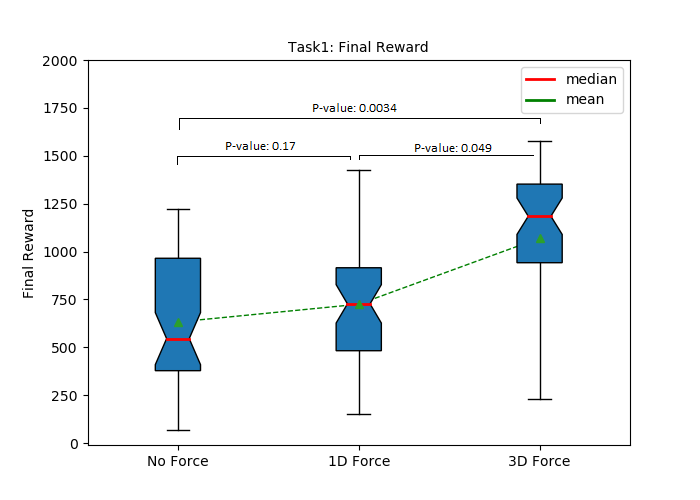 Task1: Final Reward
2000
1750
1500
1250
1000
750
500
250
0
Final Reward
median
mean
P-value: 0.0034
P-value: 0.17
P-value: 0.049
No Force
1D Force
3D Force